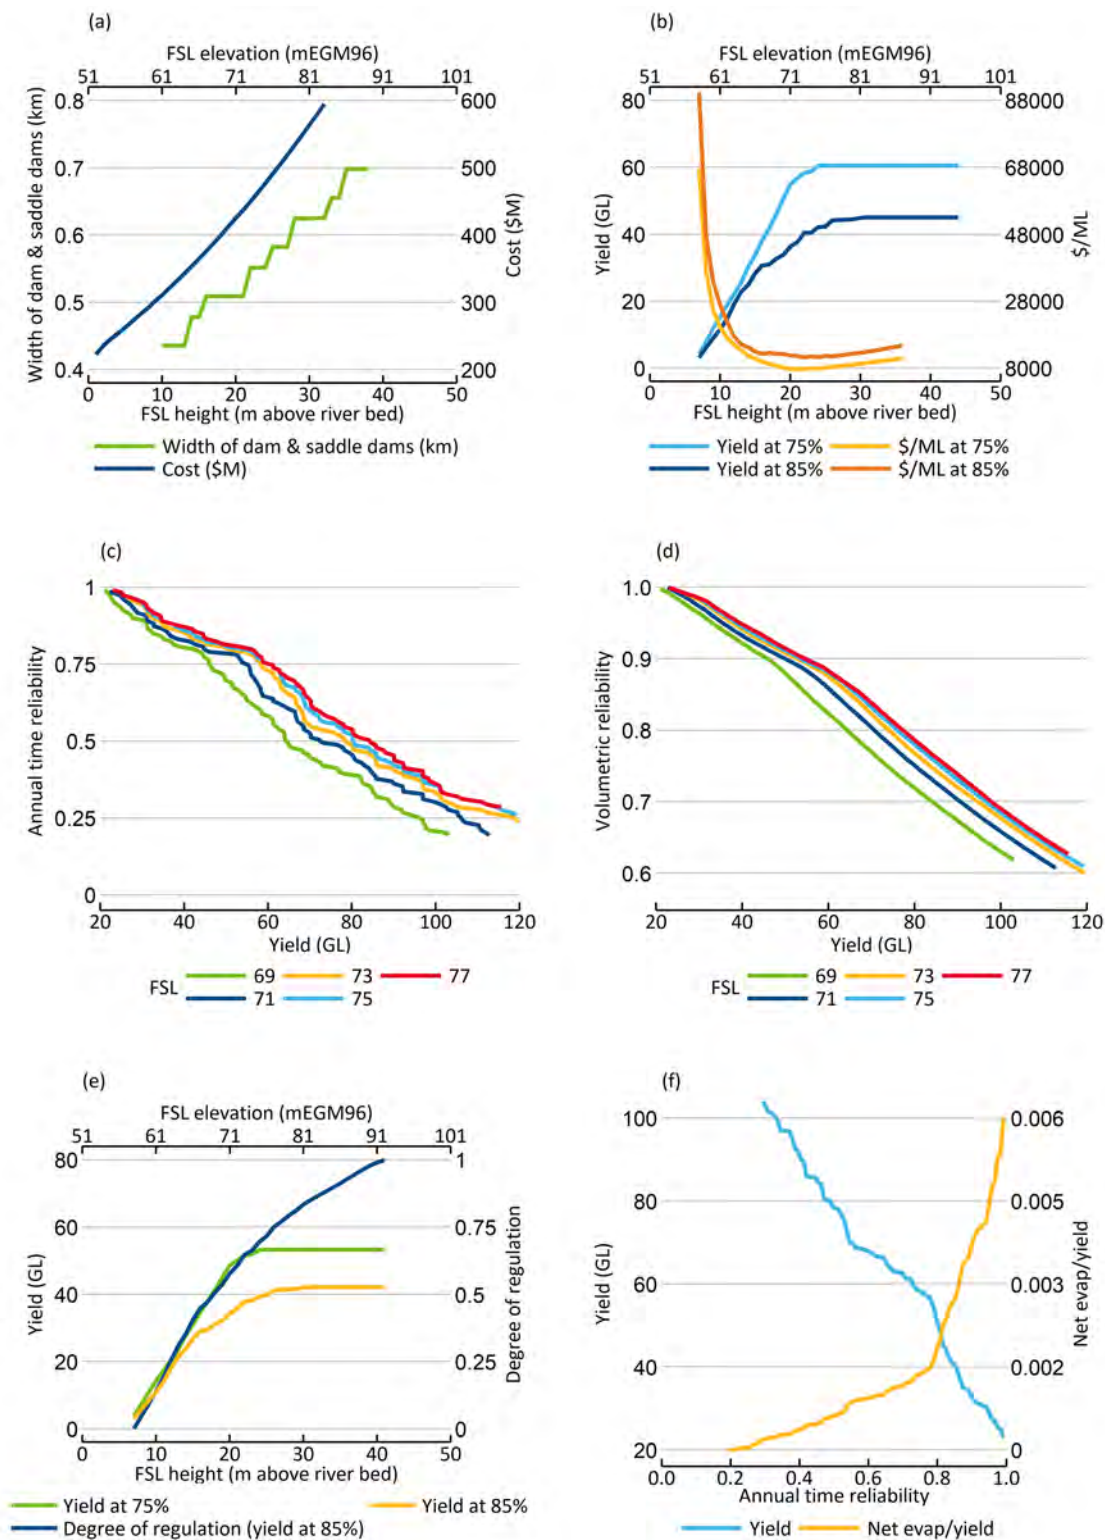 (a)
FSL elevation (mEGM96)
51 61 71 81 91 101
0.8 600
0.7 500
0.6 400
0.5 300
0.4 200
Width of dam & saddle dams (km)
Cost ($M)
0 10 20 30 40 50
FSL height (m above river bed)
Width of dam & saddle dams (km)
Cost ($M)
(b)
FSL elevation (mEGM96)
51 61 71 81 91 101
80 88000
60 68000
40 48000
20 28000
0 8000
Yield (GL)
$/ML
0 10 20 30 40 50
FSL height (m above river bed)
Yield at 75% $/ML at 75%
Yield at 85% $/ML at 85%
(c)
1
0.75
0.5
0.25
0
Annual time reliability
20 40 60 80 100 120
Yield (GL)
FSL
69 73 77
71 75
(d)
1.0
0.9
0.8
0.7
0.6
Volumetric reliability
20 40 60 80 100 120
Yield (GL)
FSL
69 73 77
71 75
(e)
FSL elevation (mEGM96)
51 61 71 81 91 101
80 1
60 0.75
40 0.5
20 0.25
0 0
Yield (GL)
Degree of regulation
0 10 20 30 40 50
FSL height (m above river bed)
Yield at 75% Yield at 85%
Degree of regulation (yield at 85%)
(f)
100 0.006
80 0.005
60 0.003
40 0.002
20 0
Yield (GL)
Net evap/yield
0.0 0.2 0.4 0.6 0.8 1.0
Annual time reliability
Yield Net evap/yield